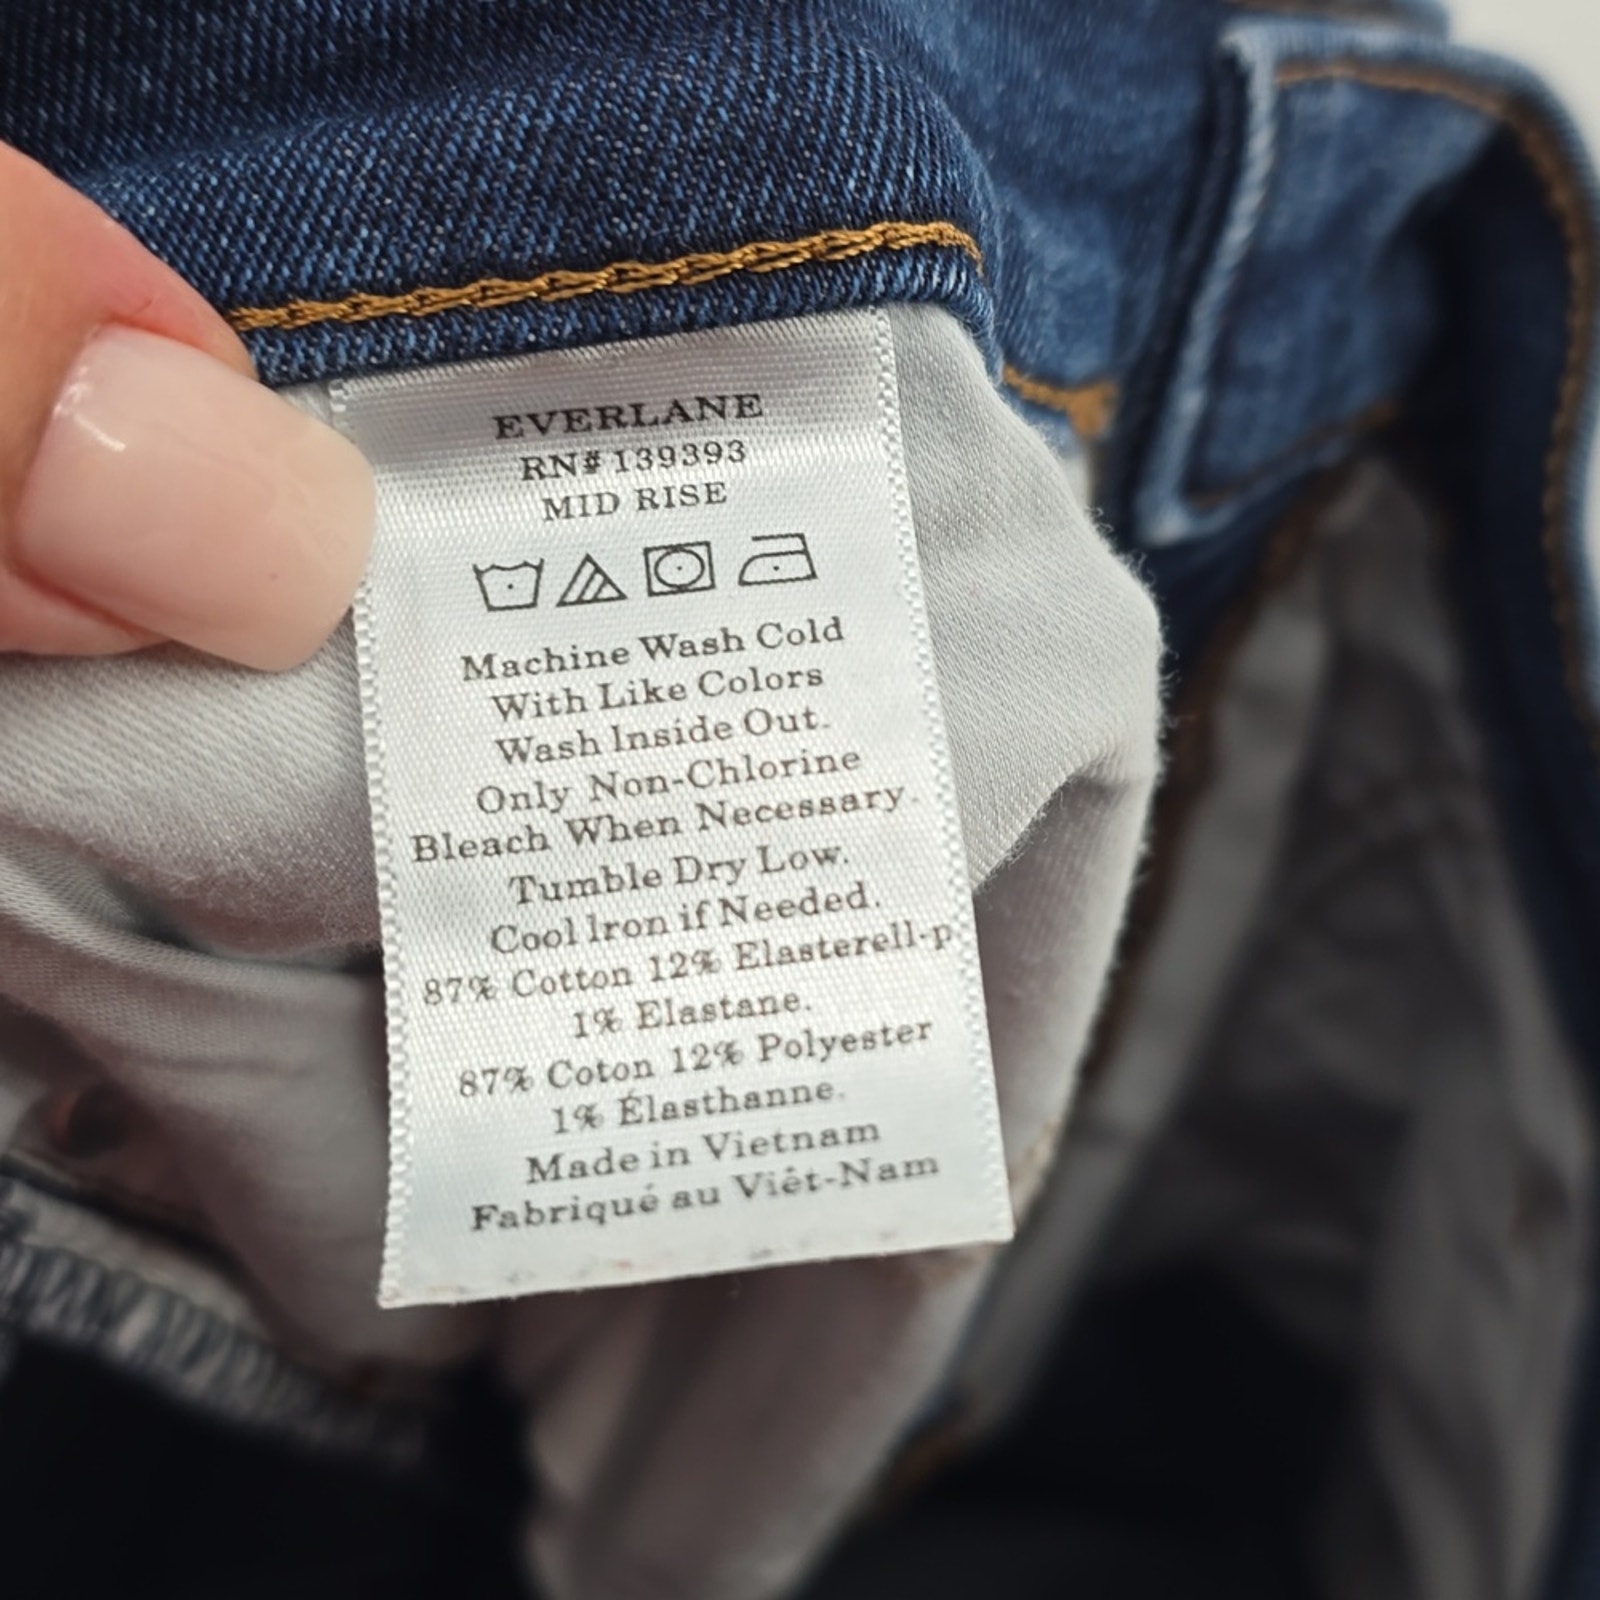 EVERLANE
RN# 139393
MID RISE
Machine Wash Cold
With Like Colors
Wash Inside Out.
Only Non-Chlorine
Bleach When Necessary.
Tumble Dry Low.
Cool Iron if Needed.
87% Cotton 12% Elasterell-p
1% Elastane.
87% Coton 12% Polyester
1% Élasthanne.
Made in Vietnam
Fabriqué au Viêt-Nam